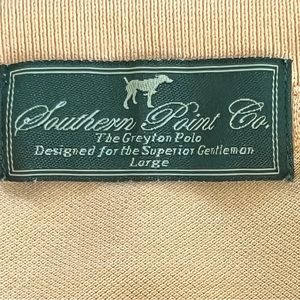 Southern Point Co.
The Greyton Polo
Designed for the Superior Gentleman
Large